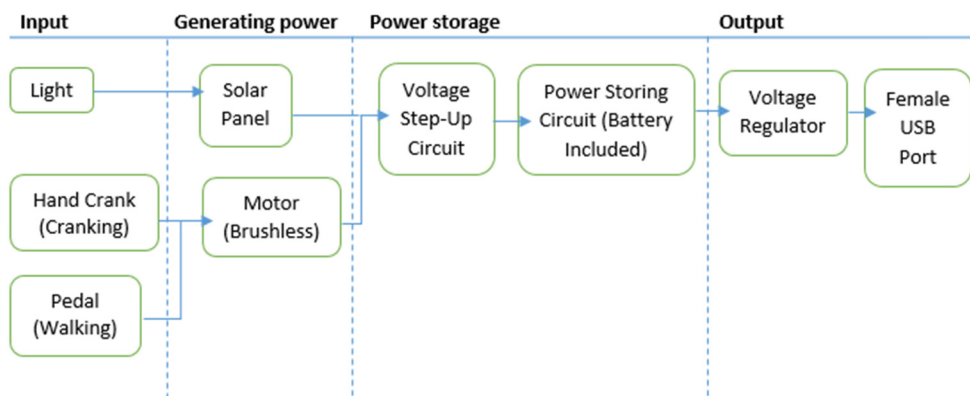 Input
Generating power
Power storage
Output
Light
Solar
Panel
Voltage
Step-Up
Circuit
Power Storing
Circuit (Battery
Included)
Voltage
Regulator
Female
USB
Port
Hand Crank
(Cranking)
Motor
(Brushless)
Pedal
(Walking)